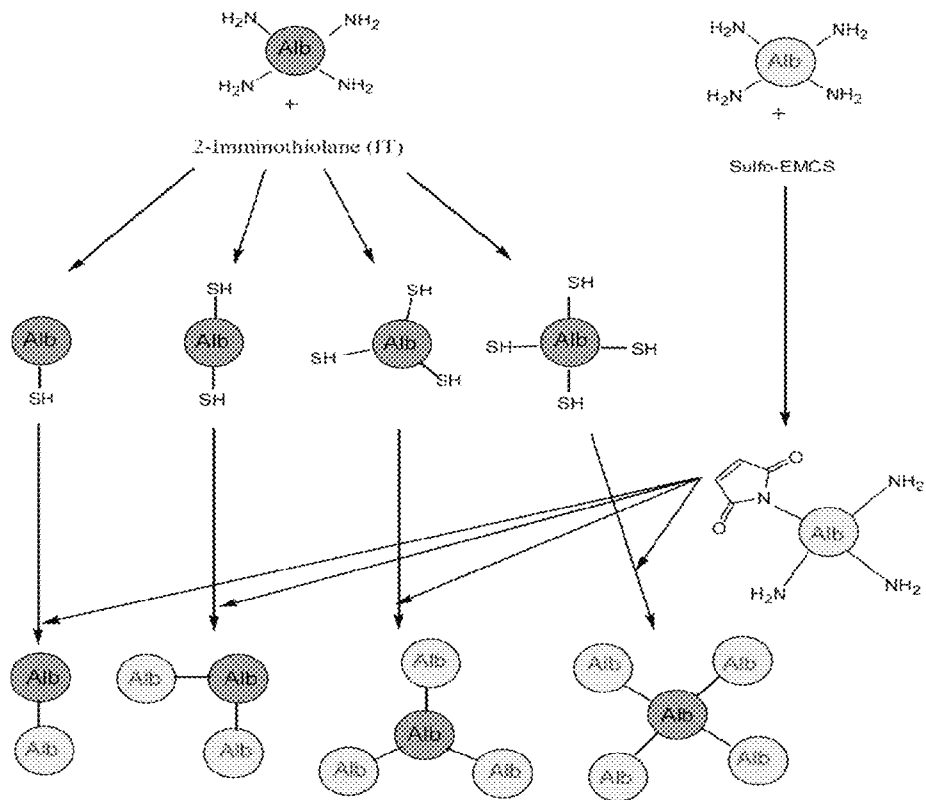 H₂N NH₂
Alb
H₂N NH₂
+
2-Imminothiolane (IT)
H₂N NH₂
Alb
H₂N NH₂
+
Sulfo-EMCS
Alb
SH
SH
Alb
SH
SH
SH Alb
SH
SH
SH Alb SH
SH
O
N
O
NH₂
Alb
H₂N NH₂
Alb
Alb
Alb Alb
Alb
Alb
Alb
Alb Alb
Alb Alb
Alb
Alb Alb